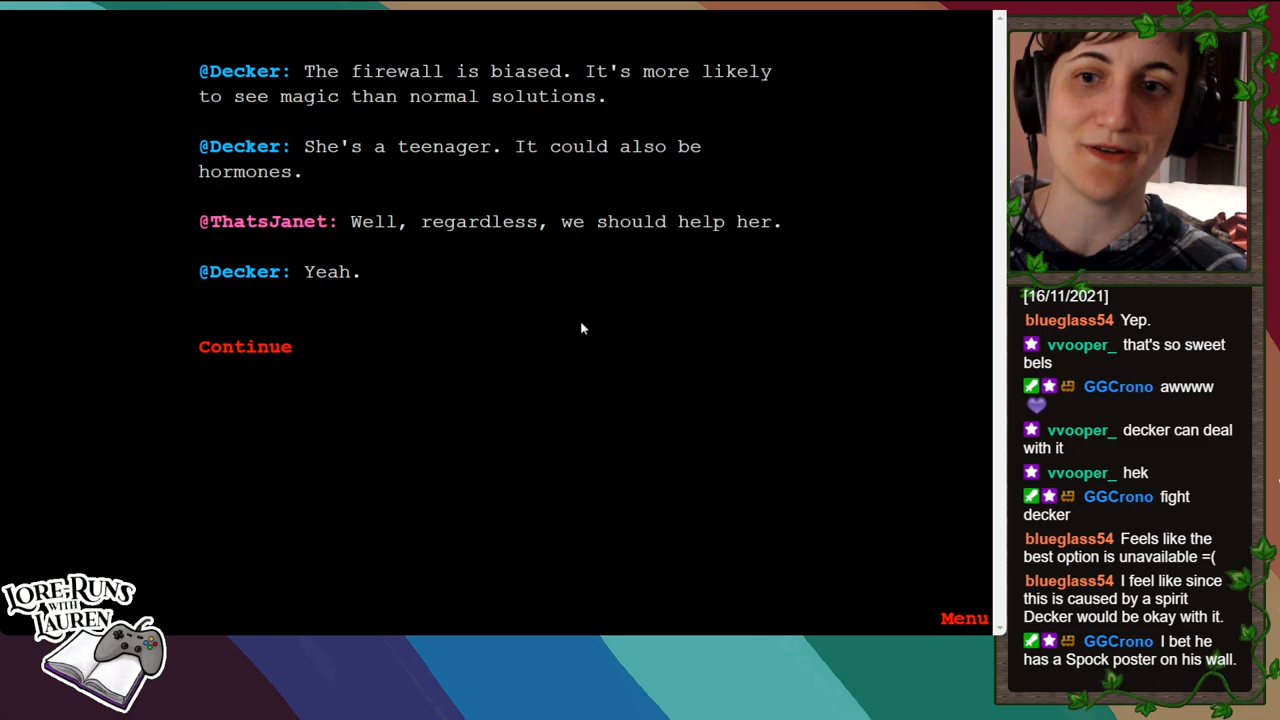 @Decker: The firewall is biased. It's more likely
to see magic than normal solutions.
@Decker: She's a teenager. It could also be
hormones.
@ThatsJanet: Well, regardless, we should help her.
@Decker: Yeah.
Continue
Menu
LORE-RUNS
WITH
LAUREN
[16/11/2021]
blueglass54 Yep.
vvooper_ that's so sweet
bels
GGCrono awwww
vvooper_ decker can deal
with it
vvooper_ hek
GGCrono fight
decker
blueglass54 Feels like the
best option is unavailable =(
blueglass54 I feel like since
this is caused by a spirit
Decker would be okay with it.
GGCrono I bet he
has a Spock poster on his wall.